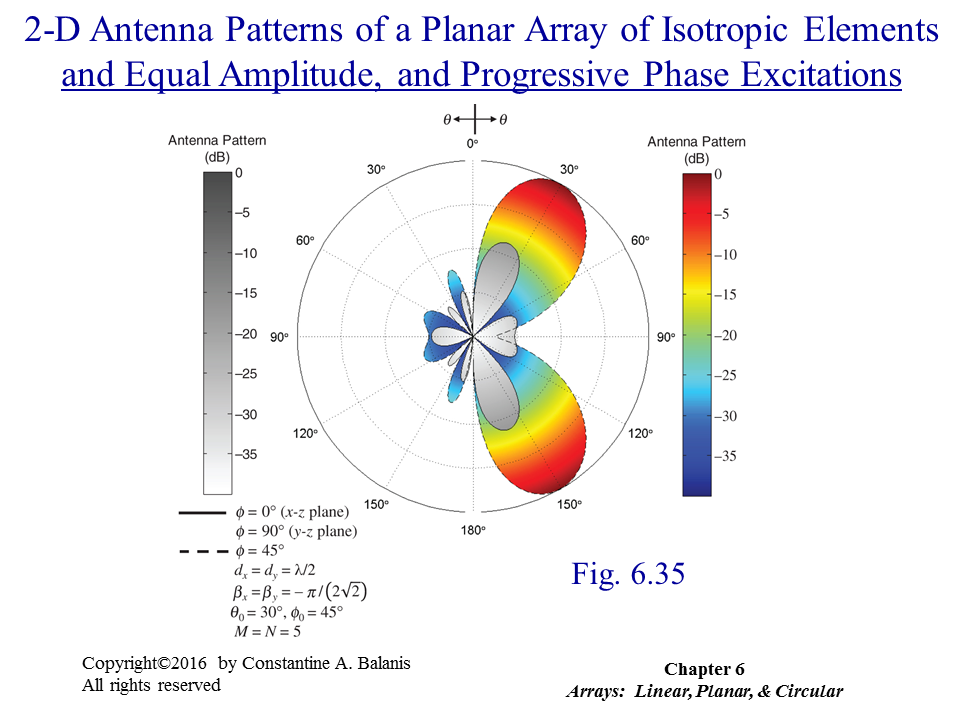 2-D Antenna Patterns of a Planar Array of Isotropic Elements
and Equal Amplitude, and Progressive Phase Excitations
θ θ
Antenna Pattern
(dB)
0
–5
–10
–15
–20
–25
–30
–35
0°
30°
30°
60°
60°
90°
90°
120°
120°
150°
150°
180°
Antenna Pattern
(dB)
0
–5
–10
–15
–20
–25
–30
–35
ϕ = 0° (x-z plane)
ϕ = 90° (y-z plane)
ϕ = 45°
dₓ = dᵧ = λ/2
βₓ = βᵧ = – π / (2√2)
θ₀ = 30°, ϕ₀ = 45°
M = N = 5
Fig. 6.35
Copyright©2016 by Constantine A. Balanis
All rights reserved
Chapter 6
Arrays: Linear, Planar, & Circular